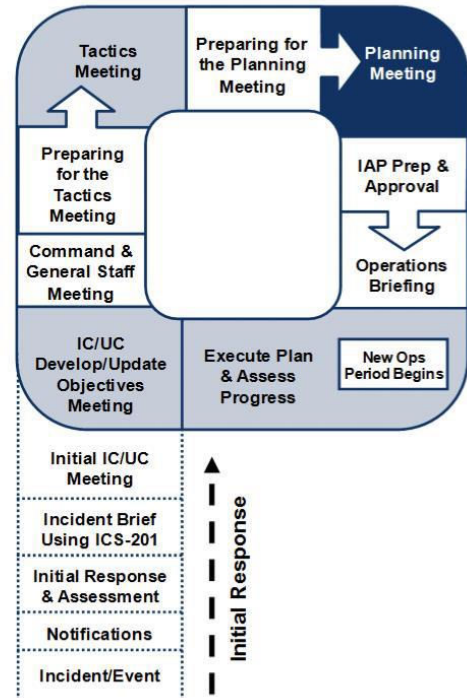 Tactics
Meeting
Preparing for
the Planning
Meeting
Planning
Meeting
Preparing
for the
Tactics
Meeting
IAP Prep &
Approval
Command &
General Staff
Meeting
Operations
Briefing
IC/UC
Develop/Update
Objectives
Meeting
Execute Plan
& Assess
Progress
New Ops
Period Begins
Initial IC/UC
Meeting
Incident Brief
Using ICS-201
Initial Response
& Assessment
Notifications
Incident/Event
Initial Response